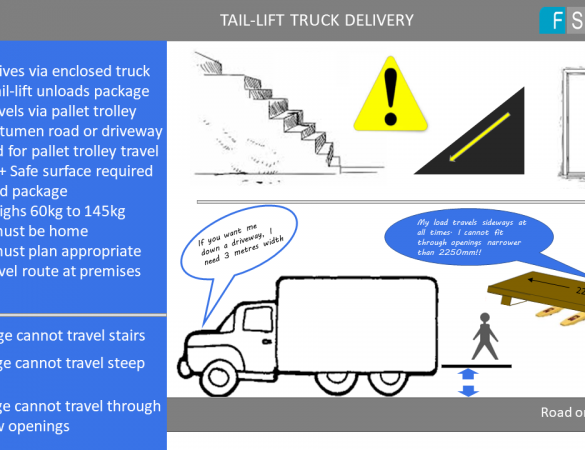 TAIL-LIFT TRUCK DELIVERY
F S
ives via enclosed truck
ail-lift unloads package
vels via pallet trolley
tumen road or driveway
d for pallet trolley travel
+ Safe surface required
d package
ighs 60kg to 145kg
must be home
must plan appropriate
vel route at premises
ge cannot travel stairs
ge cannot travel steep
ge cannot travel through
w openings
If you want me
down a driveway, I
need 3 metres width
My load travels sideways at
all times. I cannot fit
through openings narrower
than 2250mm!!
22
Road o